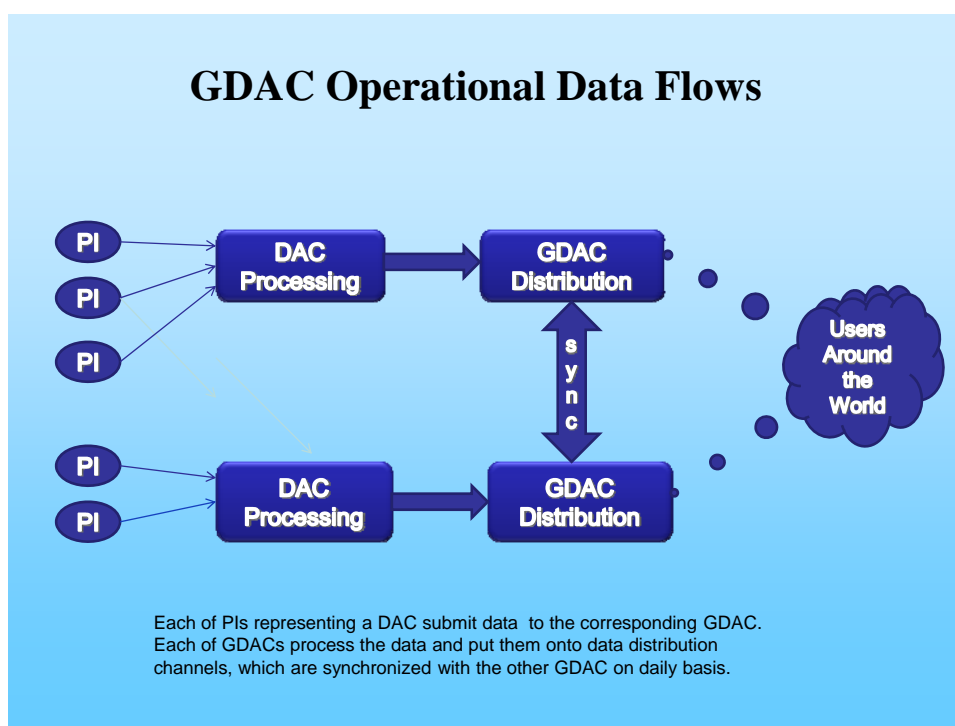 GDAC Operational Data Flows
PI
PI
PI
DAC
Processing
GDAC
Distribution
sync
Users
Around
the
World
PI
PI
DAC
Processing
GDAC
Distribution
Each of PIs representing a DAC submit data to the corresponding GDAC.
Each of GDACs process the data and put them onto data distribution
channels, which are synchronized with the other GDAC on daily basis.